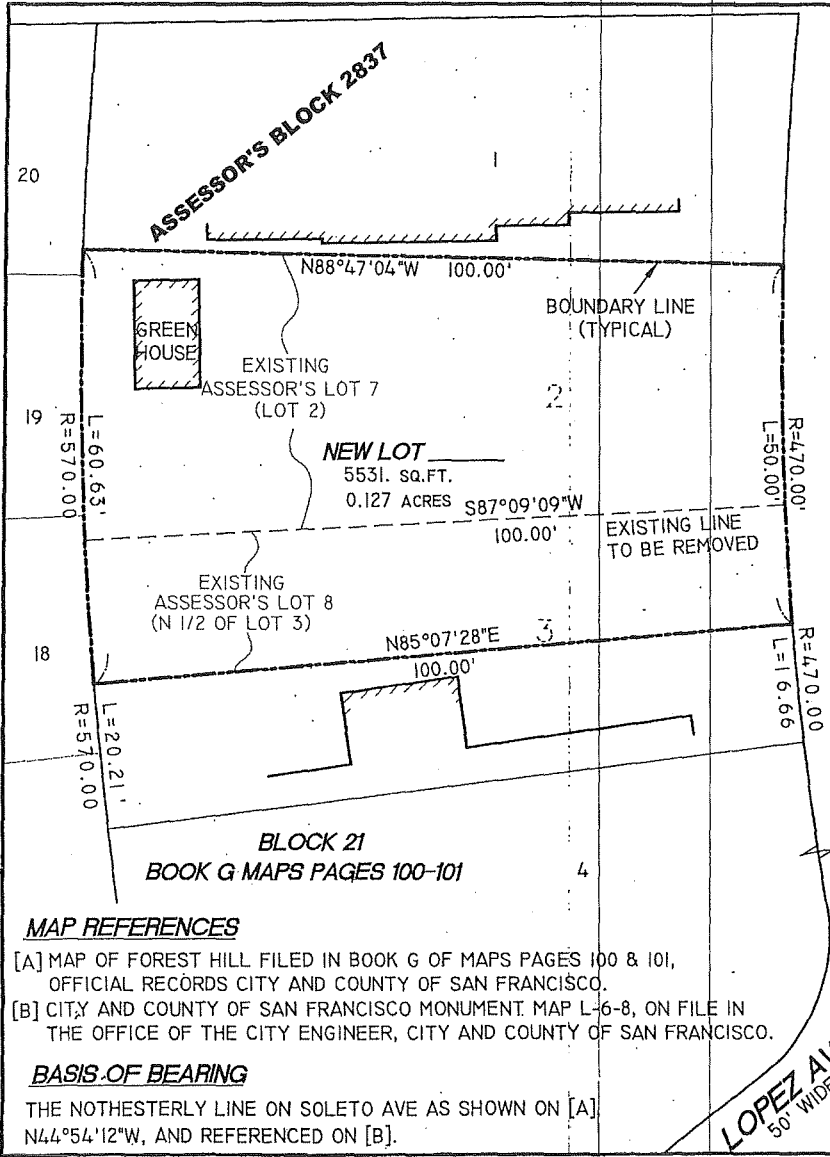 ASSESSOR'S BLOCK 2837
20
1
N88°47'04"W 100.00'
BOUNDARY LINE
(TYPICAL)
GREEN
HOUSE
EXISTING
ASSESSOR'S LOT 7
(LOT 2)
2
19
L=60.63'
R=570.00
R=470.00'
L=50.00'
NEW LOT
5531. SQ.FT.
0.127 ACRES
S87°09'09"W
100.00'
EXISTING LINE
TO BE REMOVED
EXISTING
ASSESSOR'S LOT 8
(N 1/2 OF LOT 3)
3
18
N85°07'28"E
100.00'
R=470.00
L=16.66
L=20.21'
R=570.00
BLOCK 21
BOOK G MAPS PAGES 100-101
4
MAP REFERENCES
[A] MAP OF FOREST HILL FILED IN BOOK G OF MAPS PAGES 100 & 101,
OFFICIAL RECORDS CITY AND COUNTY OF SAN FRANCISCO.
[B] CITY AND COUNTY OF SAN FRANCISCO MONUMENT MAP L-6-8, ON FILE IN
THE OFFICE OF THE CITY ENGINEER, CITY AND COUNTY OF SAN FRANCISCO.
BASIS OF BEARING
THE NOTHESTERLY LINE ON SOLETO AVE AS SHOWN ON [A]
N44°54'12"W, AND REFERENCED ON [B].
LOPEZ
50' WIDE